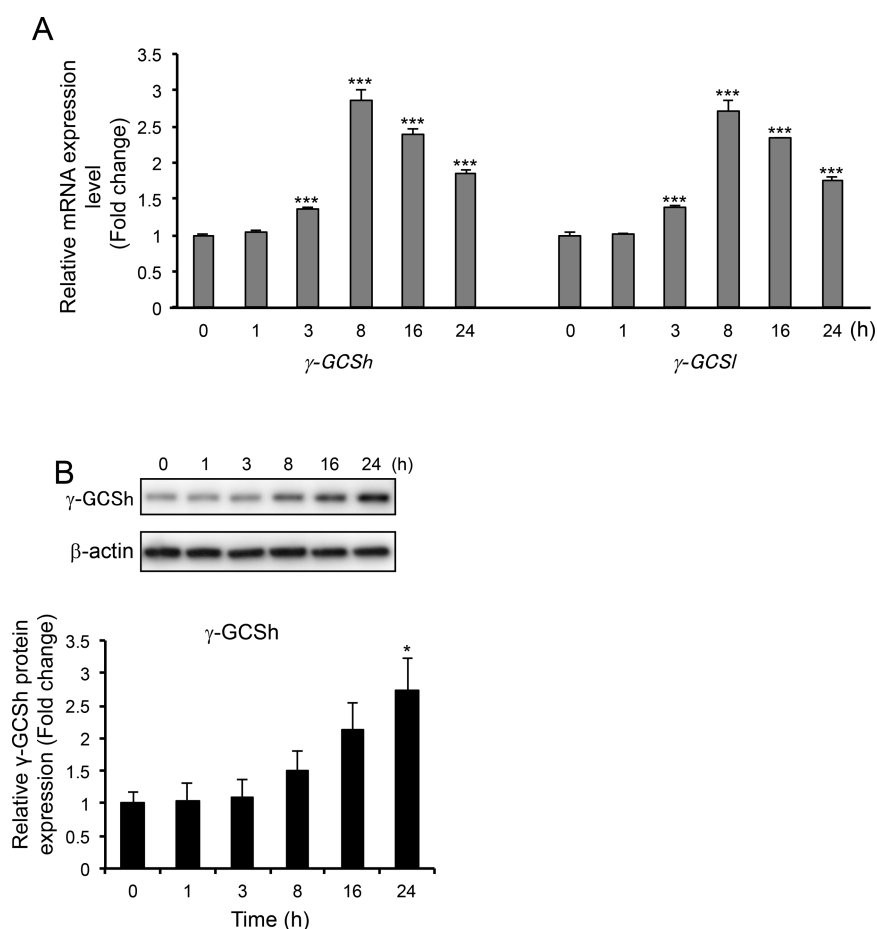 A
Relative mRNA expression
level
(Fold change)
3.5
3
2.5
2
1.5
1
0.5
0
*** *** *** *** *** *** *** ***
0 1 3 8 16 24 0 1 3 8 16 24 (h)
γ-GCSh γ-GCSl
B
0 1 3 8 16 24 (h)
γ-GCSh
β-actin
γ-GCSh
Relative γ-GCSh protein
expression (Fold change)
3.5
3
2.5
2
1.5
1
0.5
0
*
0 1 3 8 16 24
Time (h)